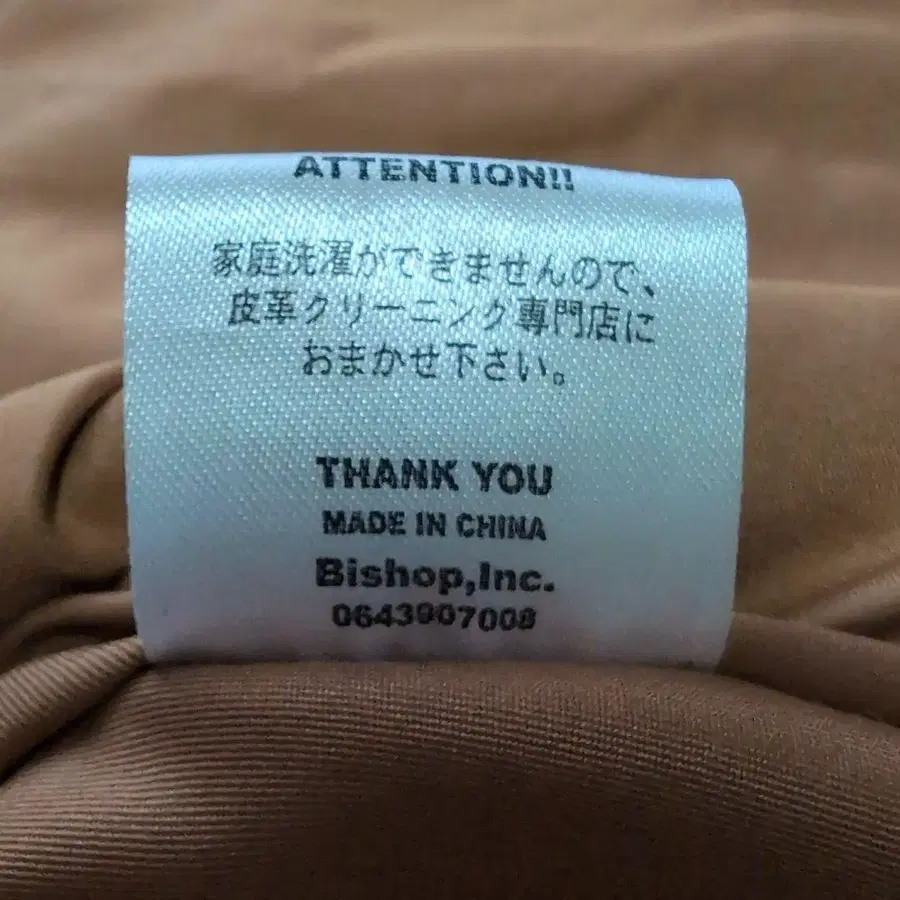 ATTENTION!!
家庭洗濯ができませんので、
皮革クリーニング専門店に
おまかせ下さい。
THANK YOU
MADE IN CHINA
Bishop,Inc.
0643907008